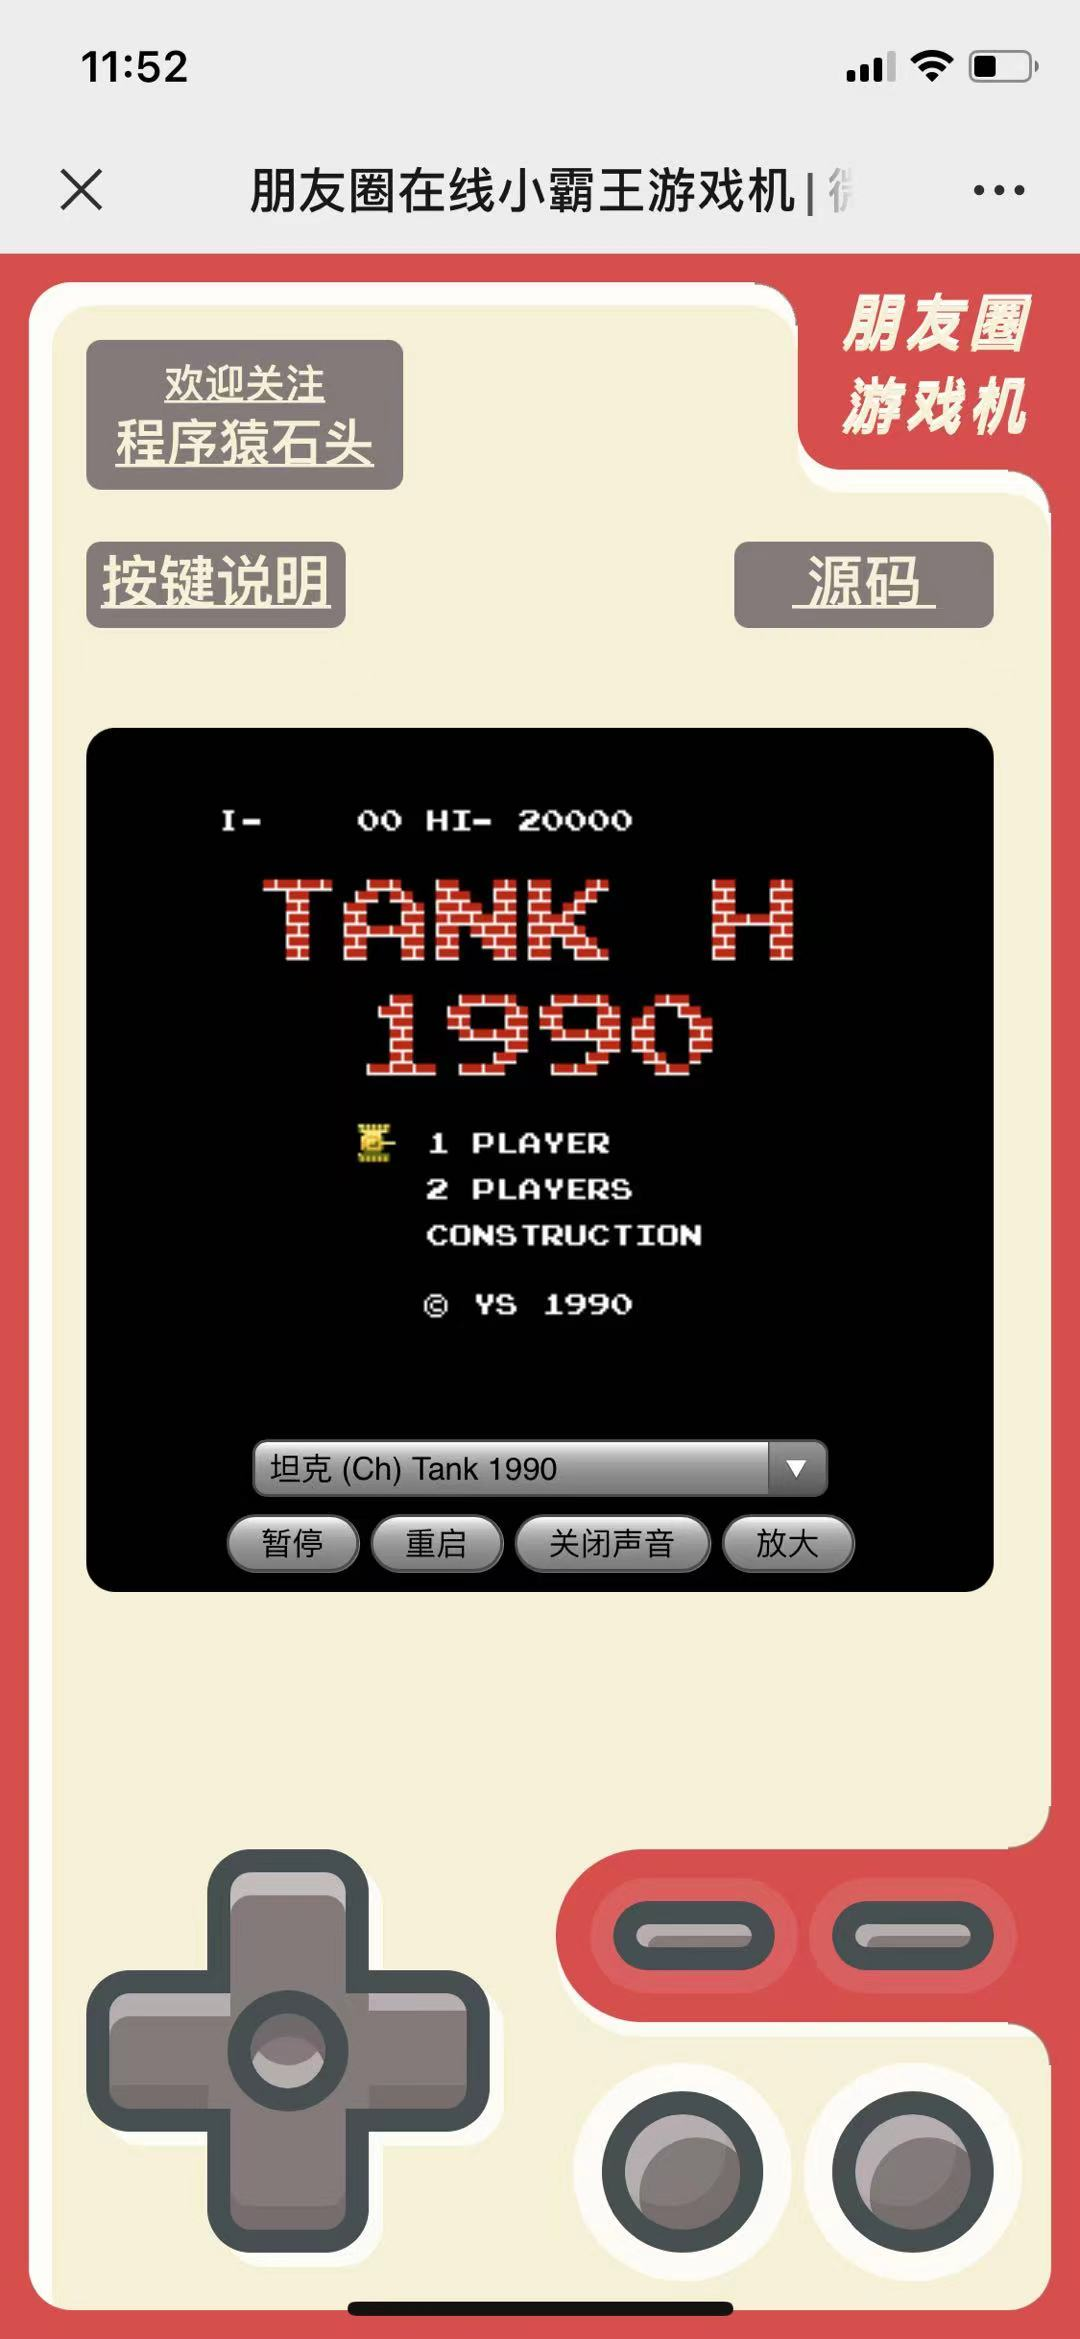 11:52
朋友圈在线小霸王游戏机 |
朋友圈
游戏机
欢迎关注
程序猿石头
按键说明
源码
I- 00 HI- 20000
TANK H
1990
1 PLAYER
2 PLAYERS
CONSTRUCTION
© YS 1990
坦克 (Ch) Tank 1990
暂停 重启 关闭声音 放大